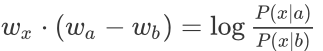 w_x · (w_a − w_b) = log P(x|a) / P(x|b)